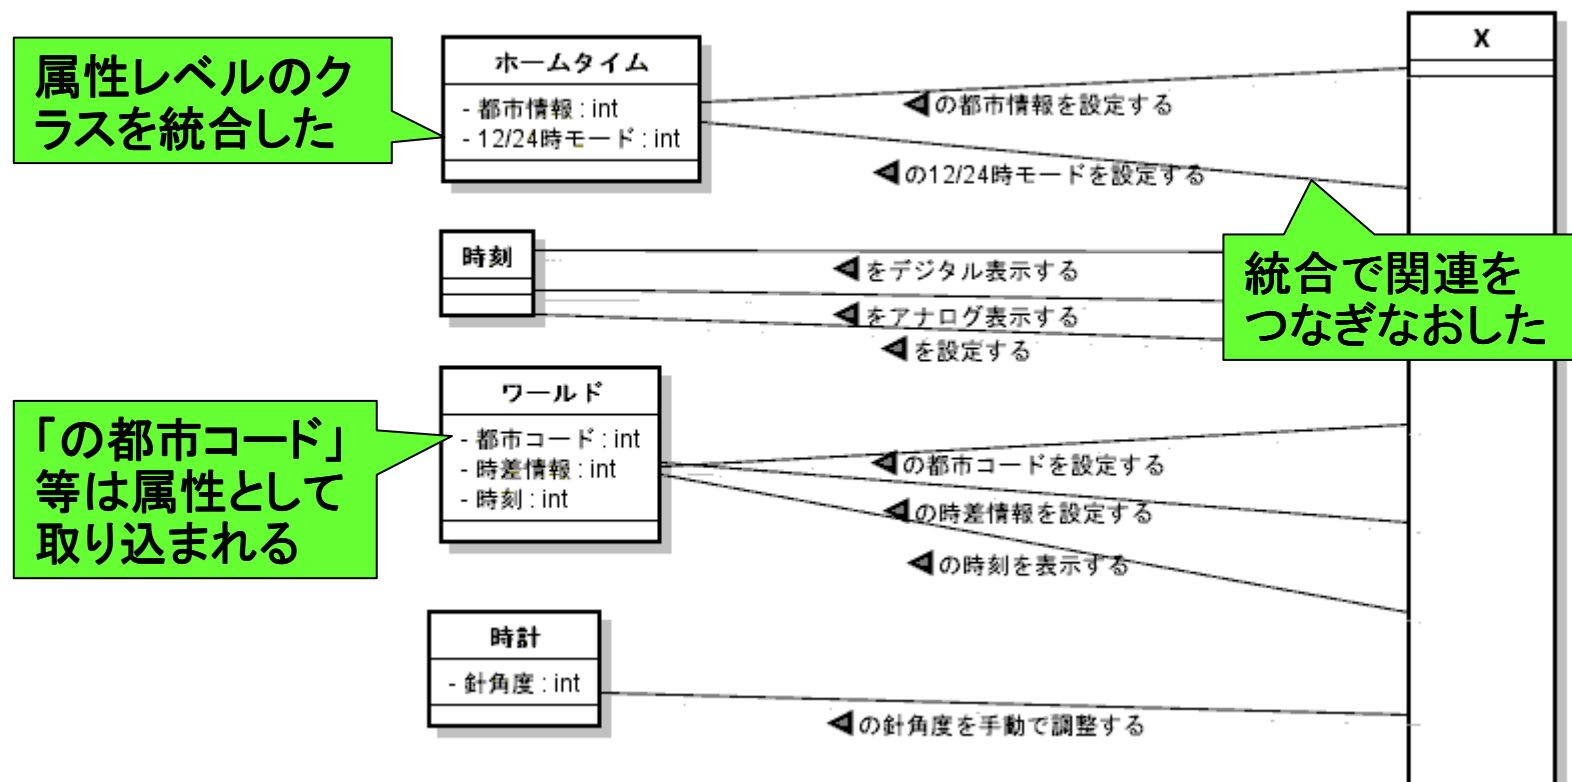 属性レベルのク
ラスを統合した
ホームタイム
- 都市情報 : int
- 12/24時モード : int
X
の都市情報を設定する
の12/24時モードを設定する
時刻
をデジタル表示する
をアナログ表示する
を設定する
統合で関連を
つなぎなおした
「の都市コード」
等は属性として
取り込まれる
ワールド
- 都市コード : int
- 時差情報 : int
- 時刻 : int
の都市コードを設定する
の時差情報を設定する
の時刻を表示する
時計
- 針角度 : int
の針角度を手動で調整する